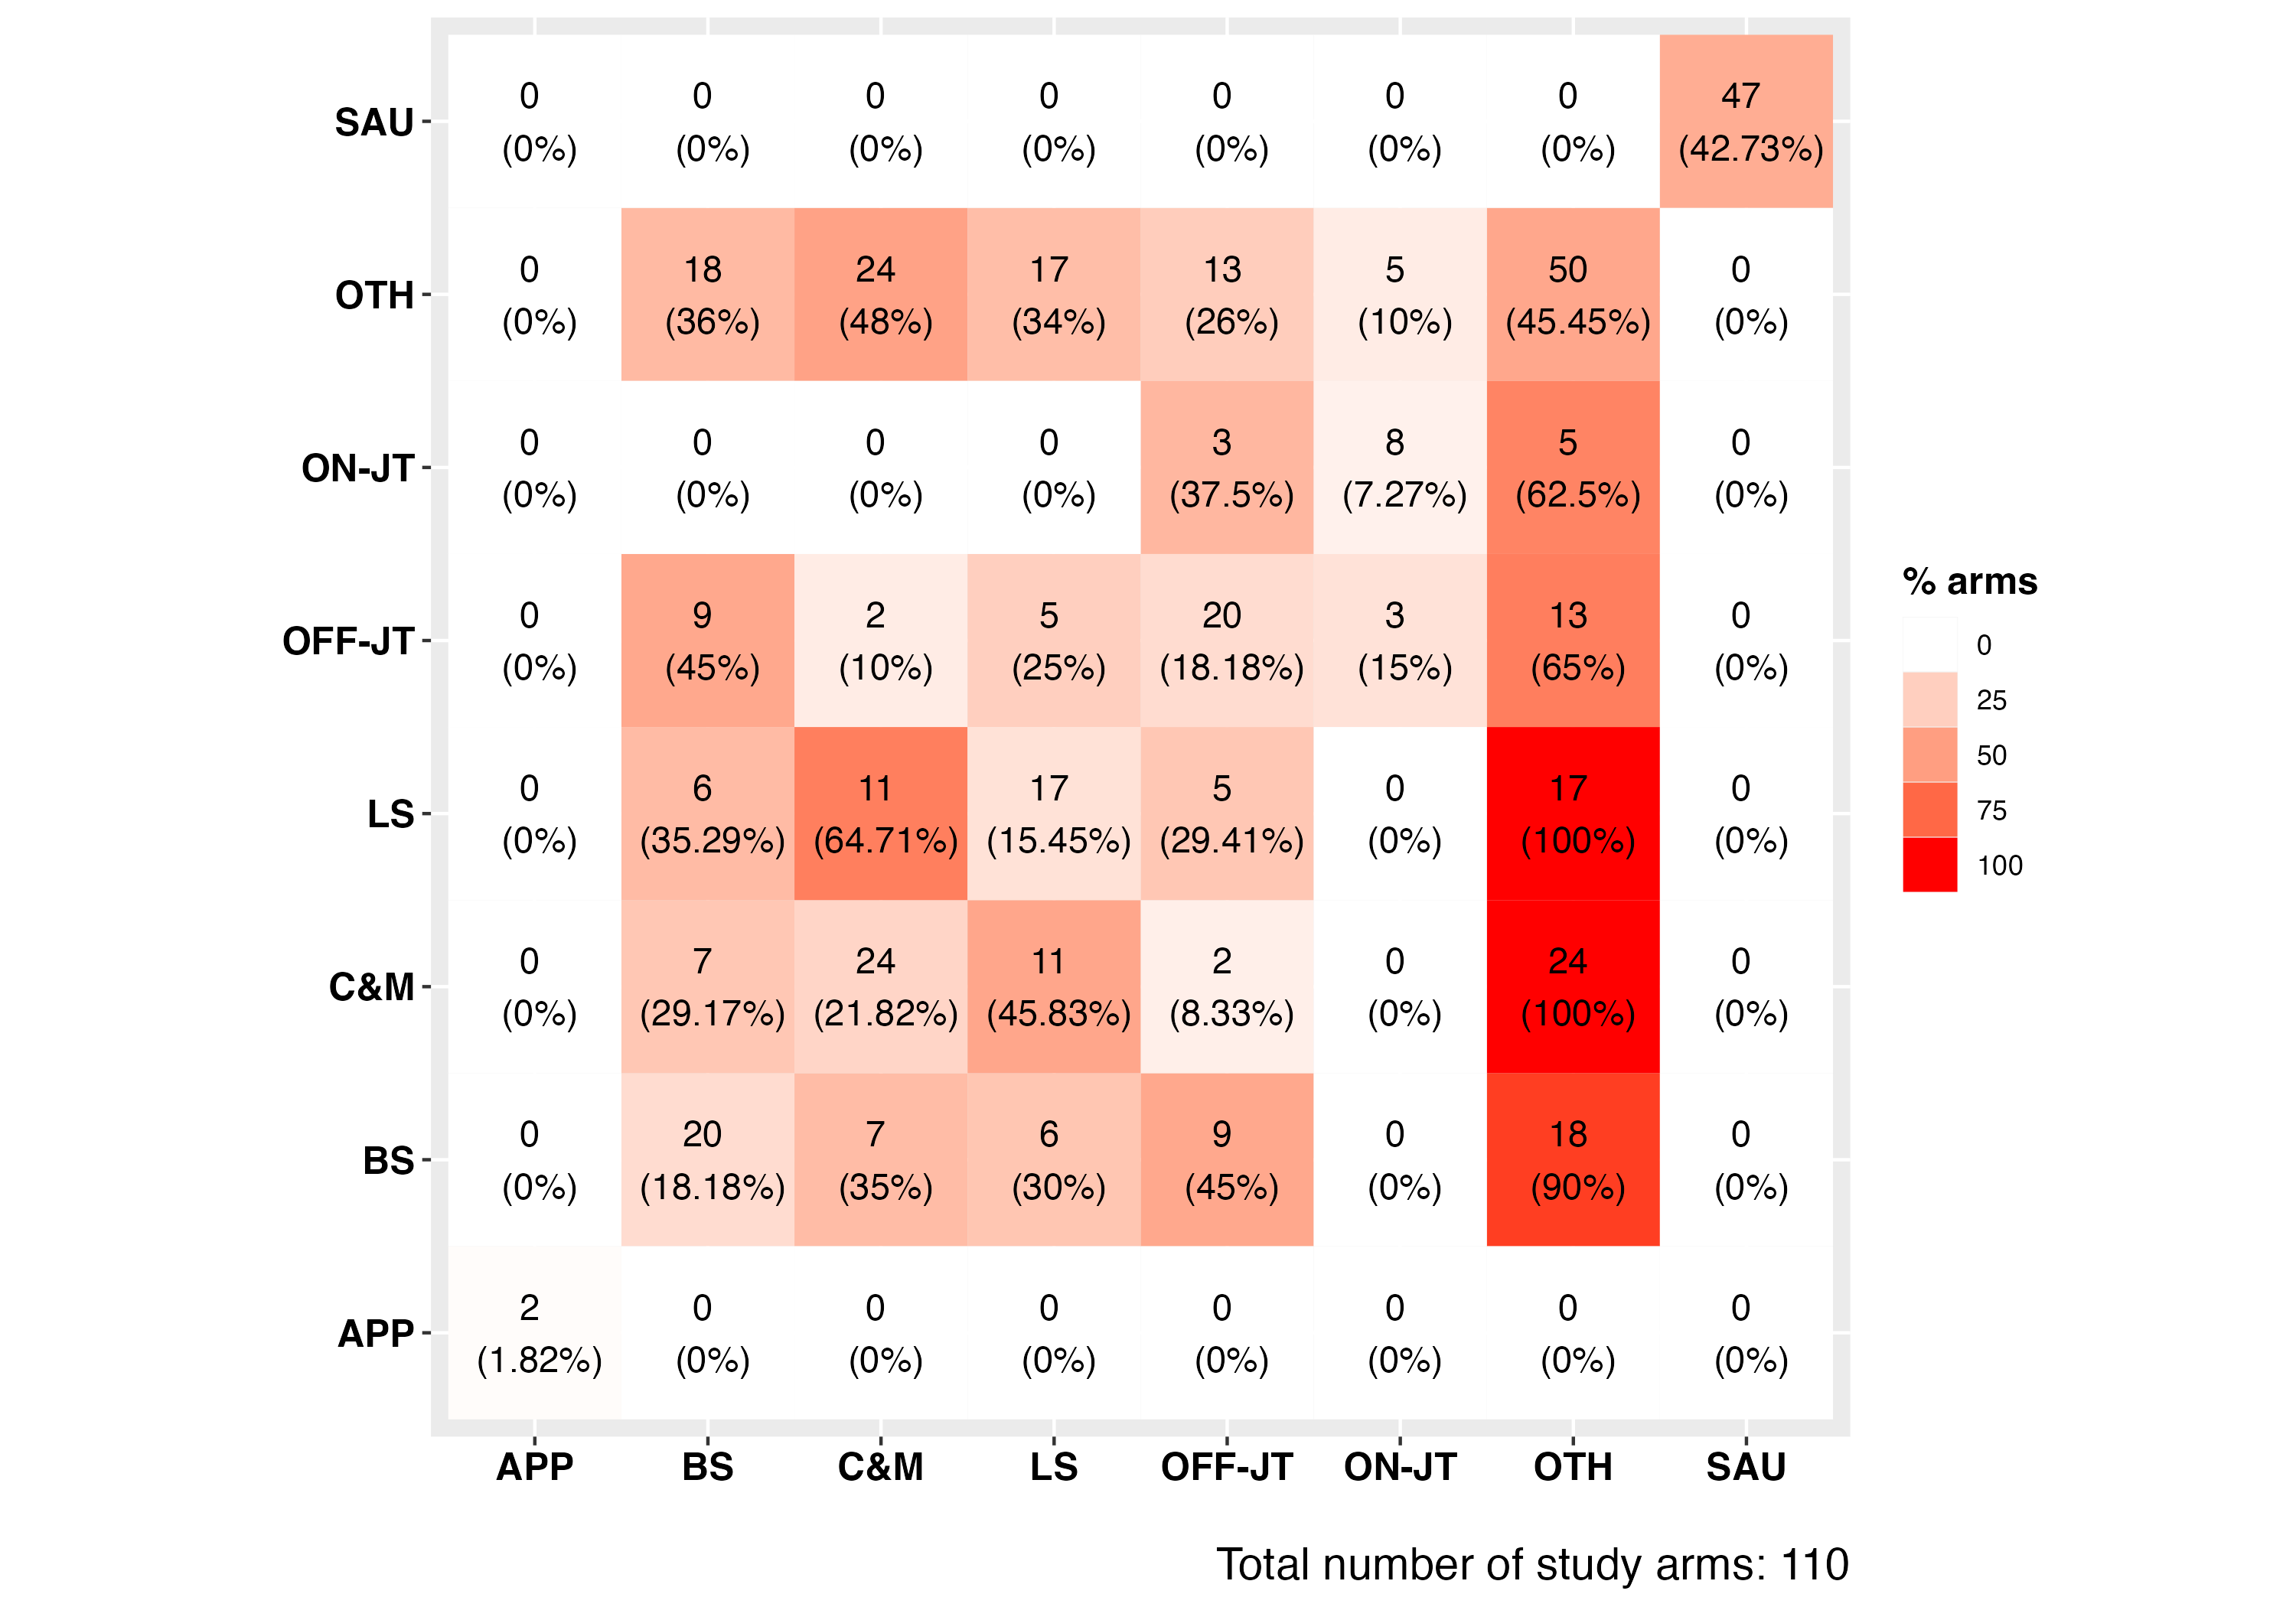 0 0 0 0 0 0 0 47
SAU
(0%) (0%) (0%) (0%) (0%) (0%) (0%) (42.73%)
0 18 24 17 13 5 50 0
OTH
(0%) (36%) (48%) (34%) (26%) (10%) (45.45%) (0%)
0 0 0 0 3 8 5 0
ON-JT
(0%) (0%) (0%) (0%) (37.5%) (7.27%) (62.5%) (0%)
0 9 2 5 20 3 13 0
OFF-JT
(0%) (45%) (10%) (25%) (18.18%) (15%) (65%) (0%)
0 6 11 17 5 0 17 0
LS
(0%) (35.29%) (64.71%) (15.45%) (29.41%) (0%) (100%) (0%)
0 7 24 11 2 0 24 0
C&M
(0%) (29.17%) (21.82%) (45.83%) (8.33%) (0%) (100%) (0%)
0 20 7 6 9 0 18 0
BS
(0%) (18.18%) (35%) (30%) (45%) (0%) (90%) (0%)
2 0 0 0 0 0 0 0
APP
(1.82%) (0%) (0%) (0%) (0%) (0%) (0%) (0%)
APP BS C&M LS OFF-JT ON-JT OTH SAU
% arms
0
25
50
75
100
Total number of study arms: 110